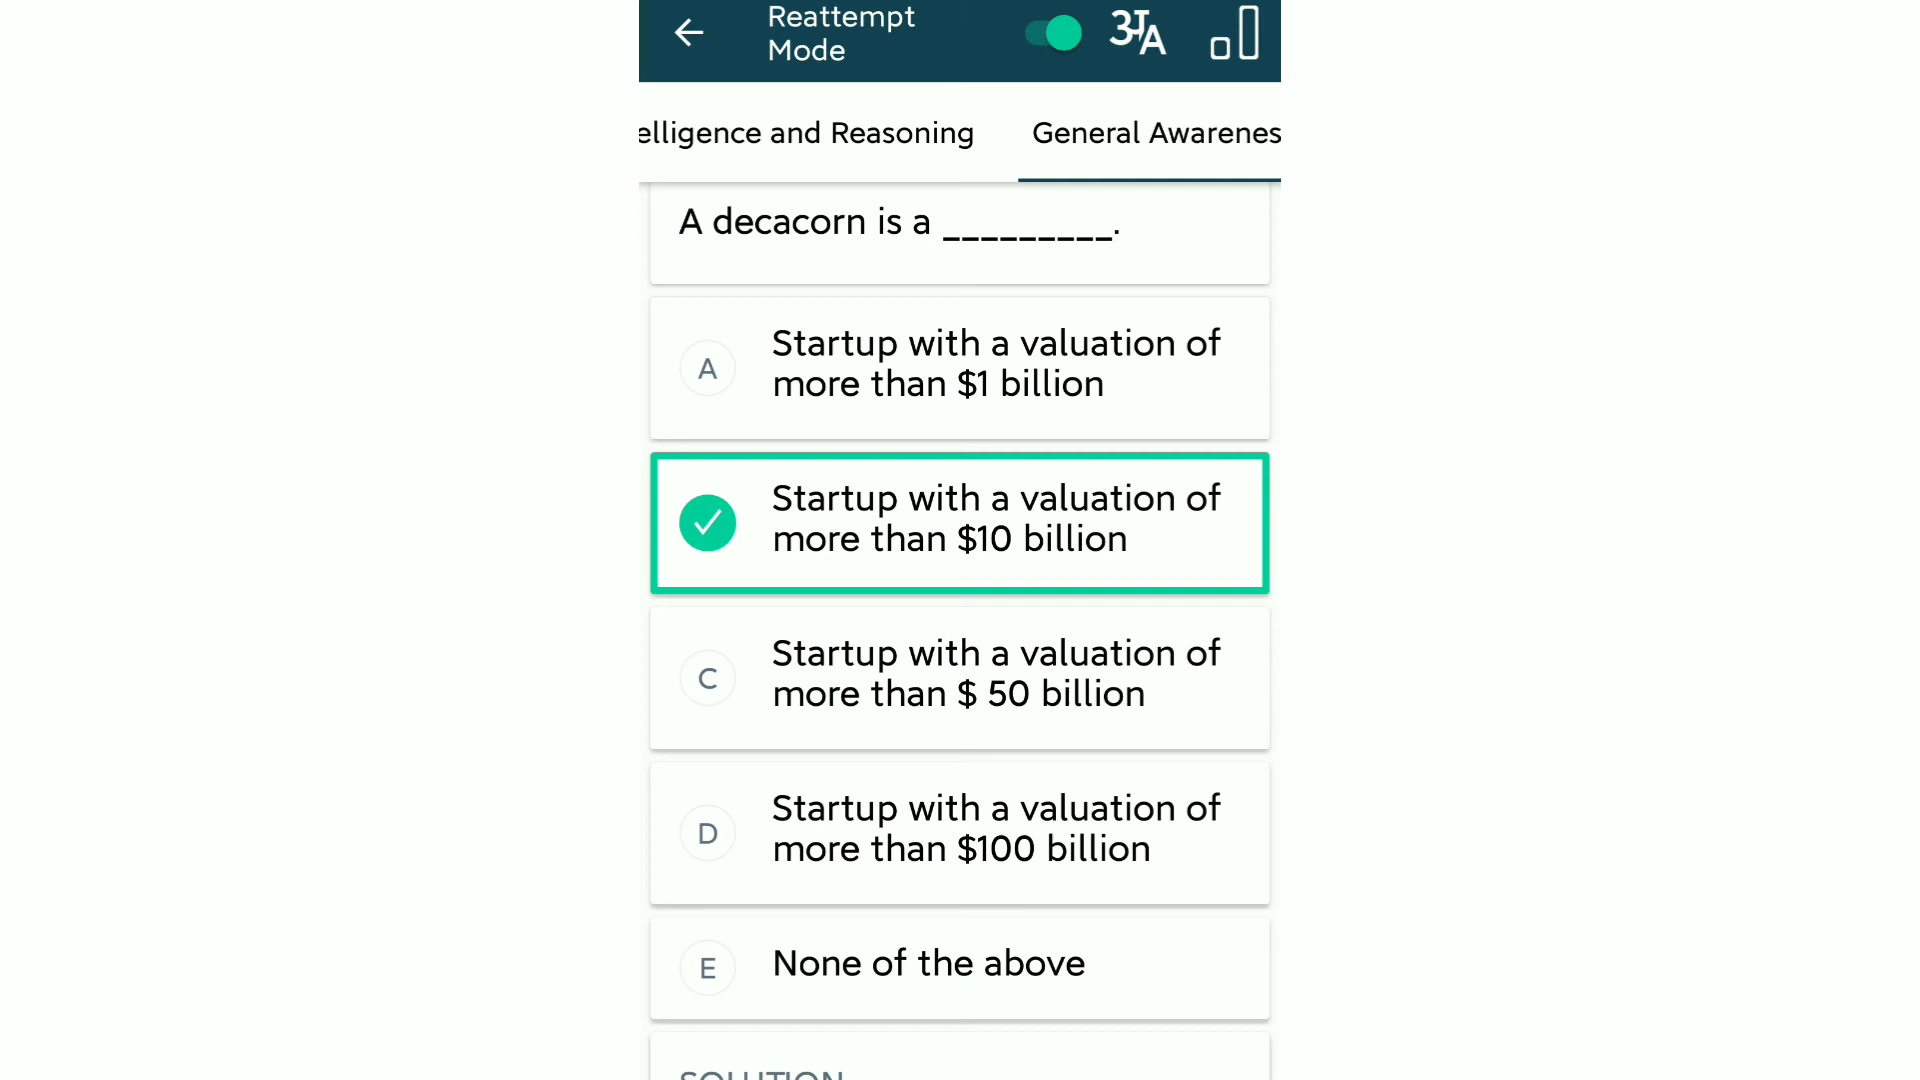 Reattempt
Mode
elligence and Reasoning
General Awarenes
A decacorn is a _________.
A
Startup with a valuation of
more than $1 billion
Startup with a valuation of
more than $10 billion
C
Startup with a valuation of
more than $ 50 billion
D
Startup with a valuation of
more than $100 billion
E
None of the above
SOLUTION